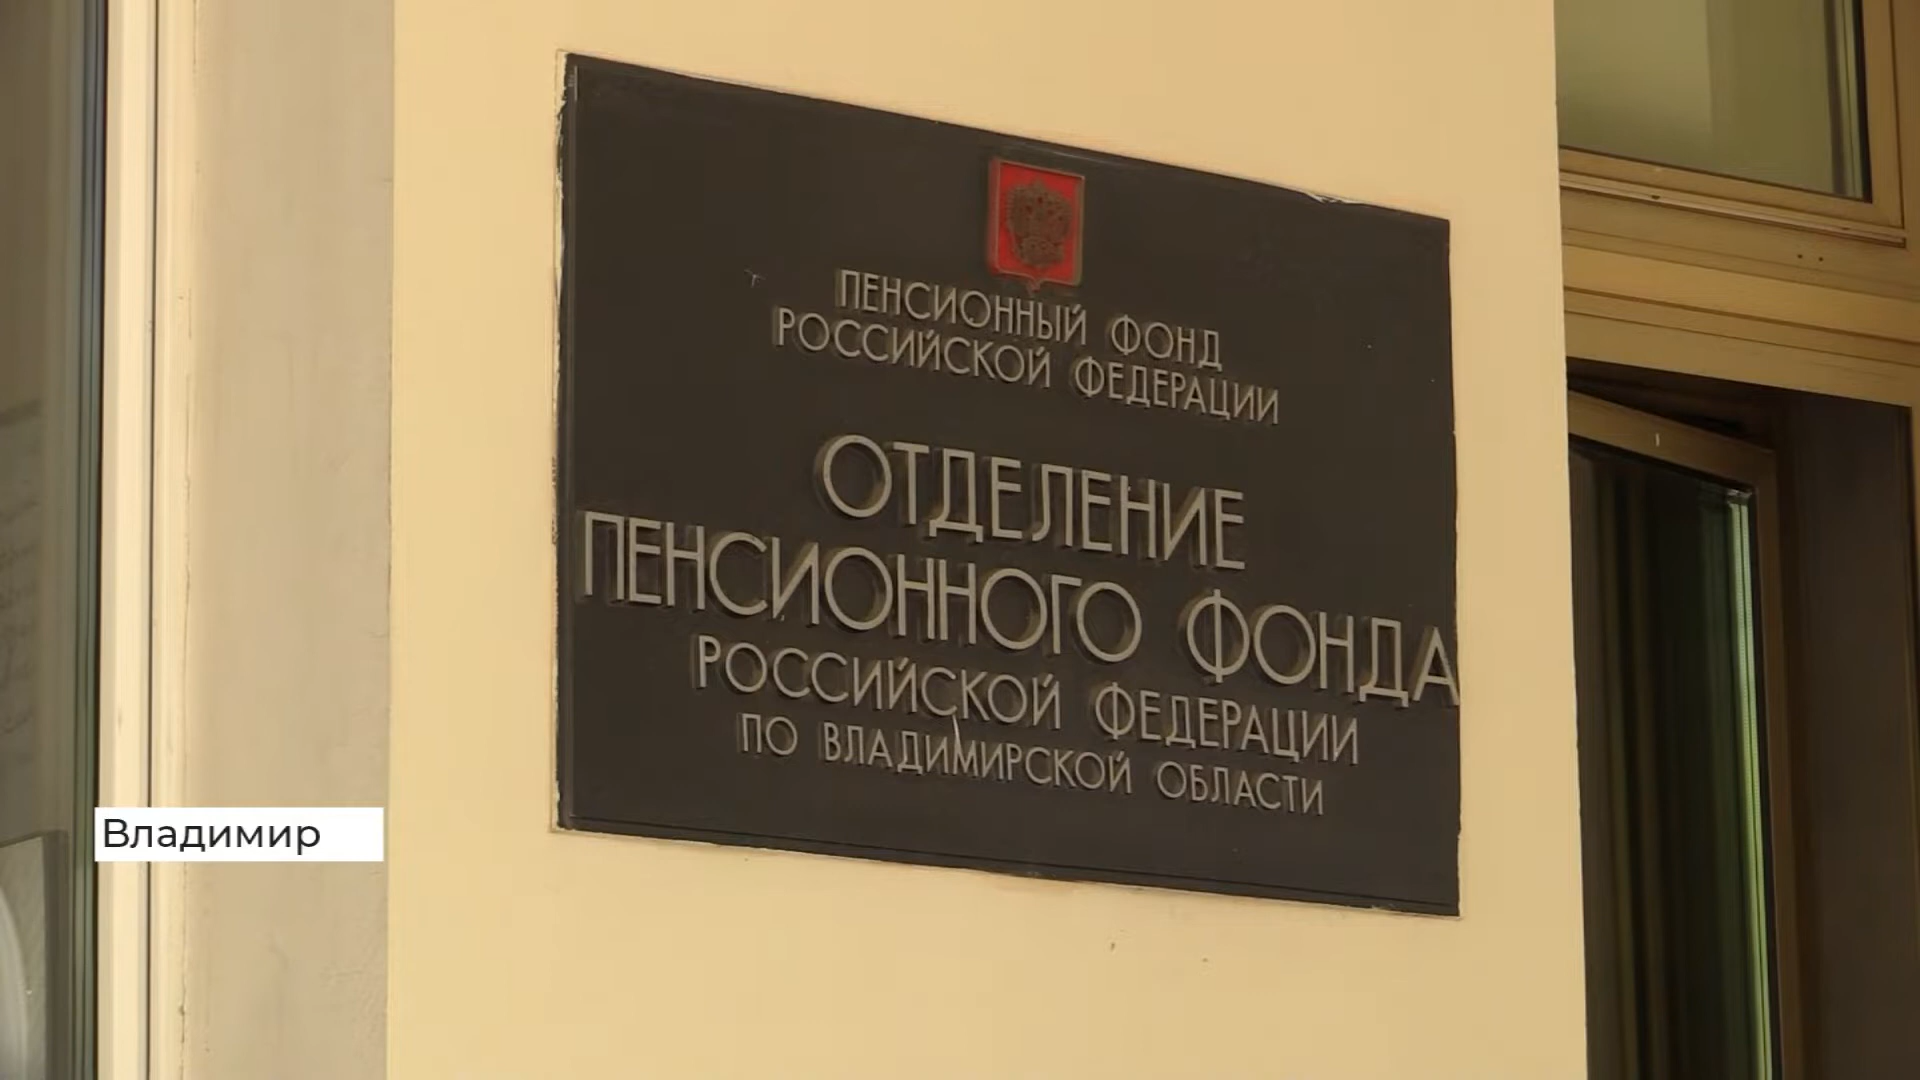 ПЕНСИОННЫЙ ФОНД
РОССИЙСКОЙ ФЕДЕРАЦИИ
ОТДЕЛЕНИЕ
ПЕНСИОННОГО ФОНДА
РОССИЙСКОЙ ФЕДЕРАЦИИ
ПО ВЛАДИМИРСКОЙ ОБЛАСТИ
Владимир